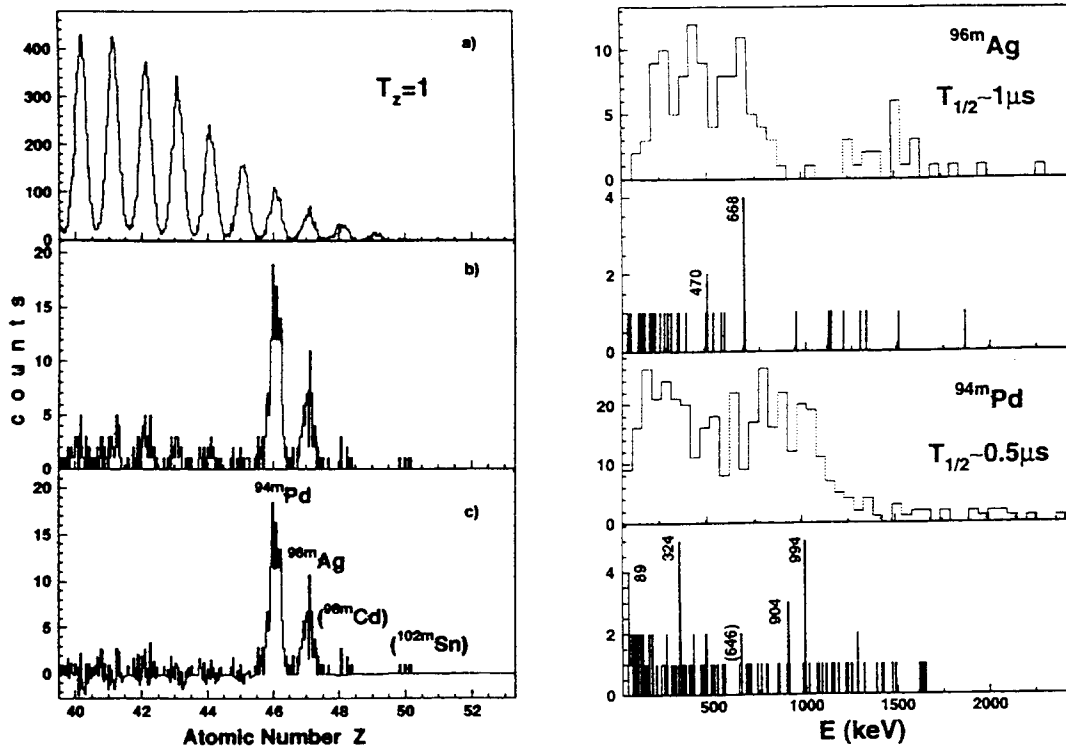 a)
T_z=1
400
300
200
100
0
b)
20
15
10
5
0
c)
20
15
10
5
0
⁹⁴ᵐPd
⁹⁶ᵐAg
(⁹⁸ᵐCd)
(¹⁰²ᵐSn)
counts
40 42 44 46 48 50 52
Atomic Number Z
⁹⁶ᵐAg
T₁/₂~1μs
10
5
0
4
2
0
470
668
⁹⁴ᵐPd
T₁/₂~0.5μs
20
10
0
4
2
0
89
324
(646)
904
994
500 1000 1500 2000
E (keV)